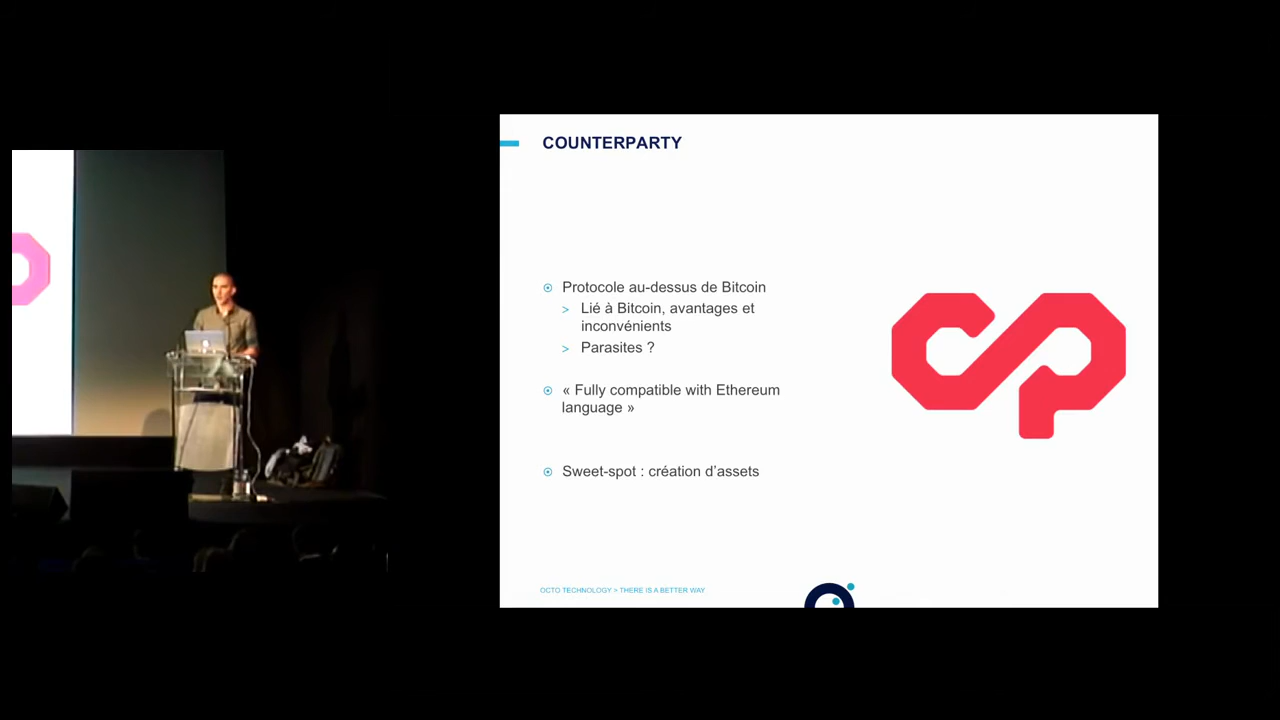 COUNTERPARTY
Protocole au-dessus de Bitcoin
> Lié à Bitcoin, avantages et
inconvénients
> Parasites ?
« Fully compatible with Ethereum
language »
Sweet-spot : création d'assets
OCTO TECHNOLOGY > THERE IS A BETTER WAY